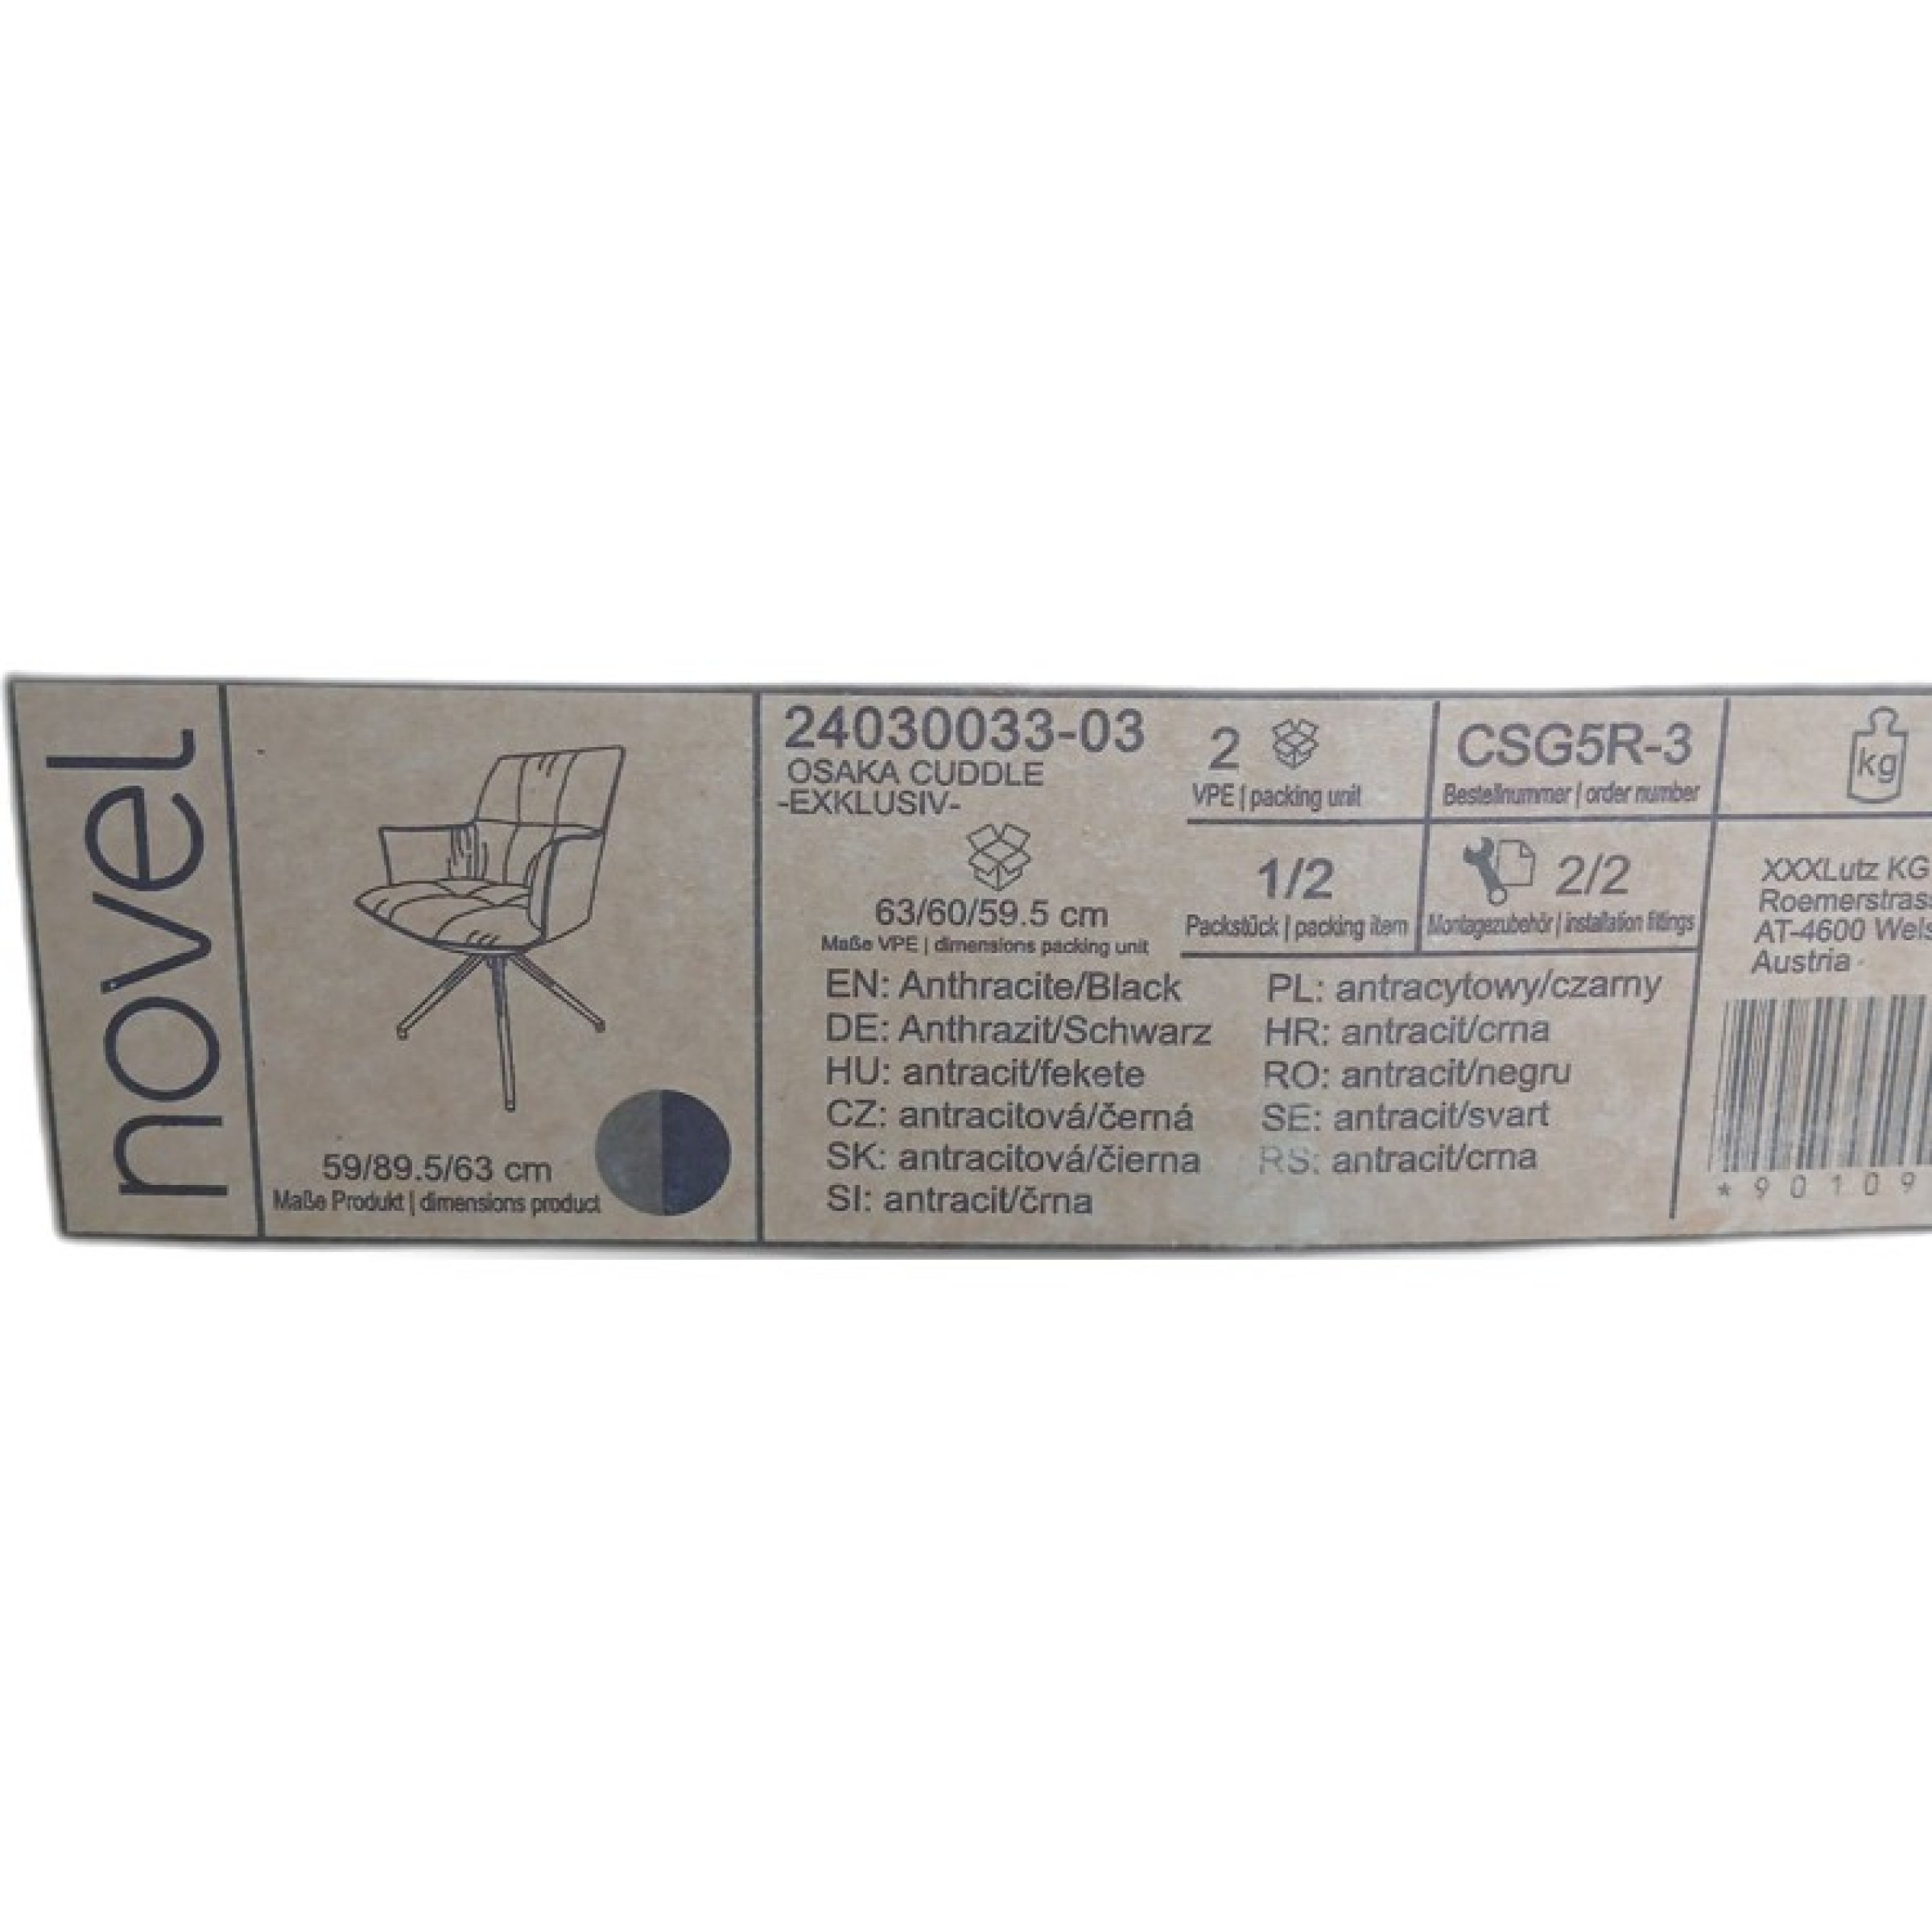 novel
59/89.5/63 cm
Maße Produkt | dimensions product
24030033-03
OSAKA CUDDLE
-EXKLUSIV-
63/60/59.5 cm
Maße VPE | dimensions packing unit
2
VPE | packing unit
CSG5R-3
Bestellnummer | order number
1/2
Packstück | packing item
2/2
Montagezubehör | installation fittings
EN: Anthracite/Black
DE: Anthrazit/Schwarz
HU: antracit/fekete
CZ: antracitová/černá
SK: antracitová/čierna
SI: antracit/črna
PL: antracytowy/czarny
HR: antracit/crna
RO: antracit/negru
SE: antracit/svart
RS: antracit/crna
kg
XXXLutz KG
Roemerstrass
AT-4600 Wels
Austria
*90109